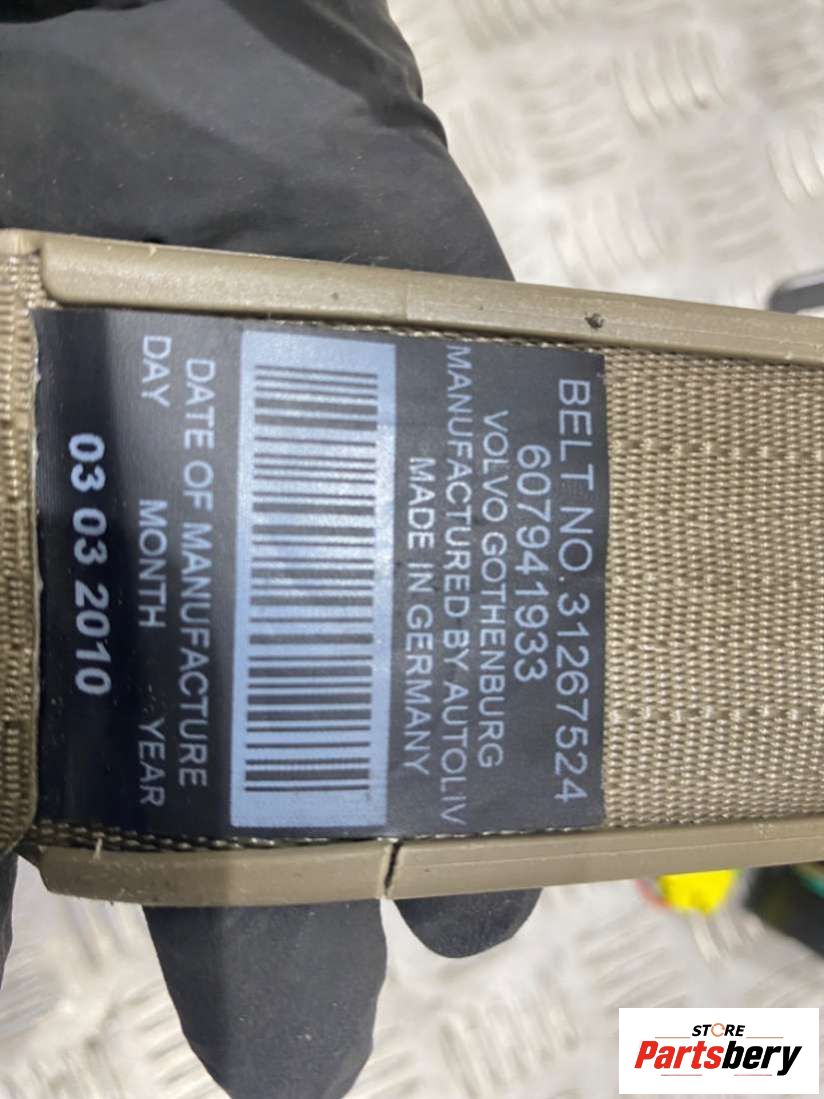 BELT NO.31267524
607941933
VOLVO GOTHENBURG
MANUFACTURED BY AUTOLIV
MADE IN GERMANY
DATE OF MANUFACTURE
DAY MONTH YEAR
03 03 2010
STORE
Partsbery